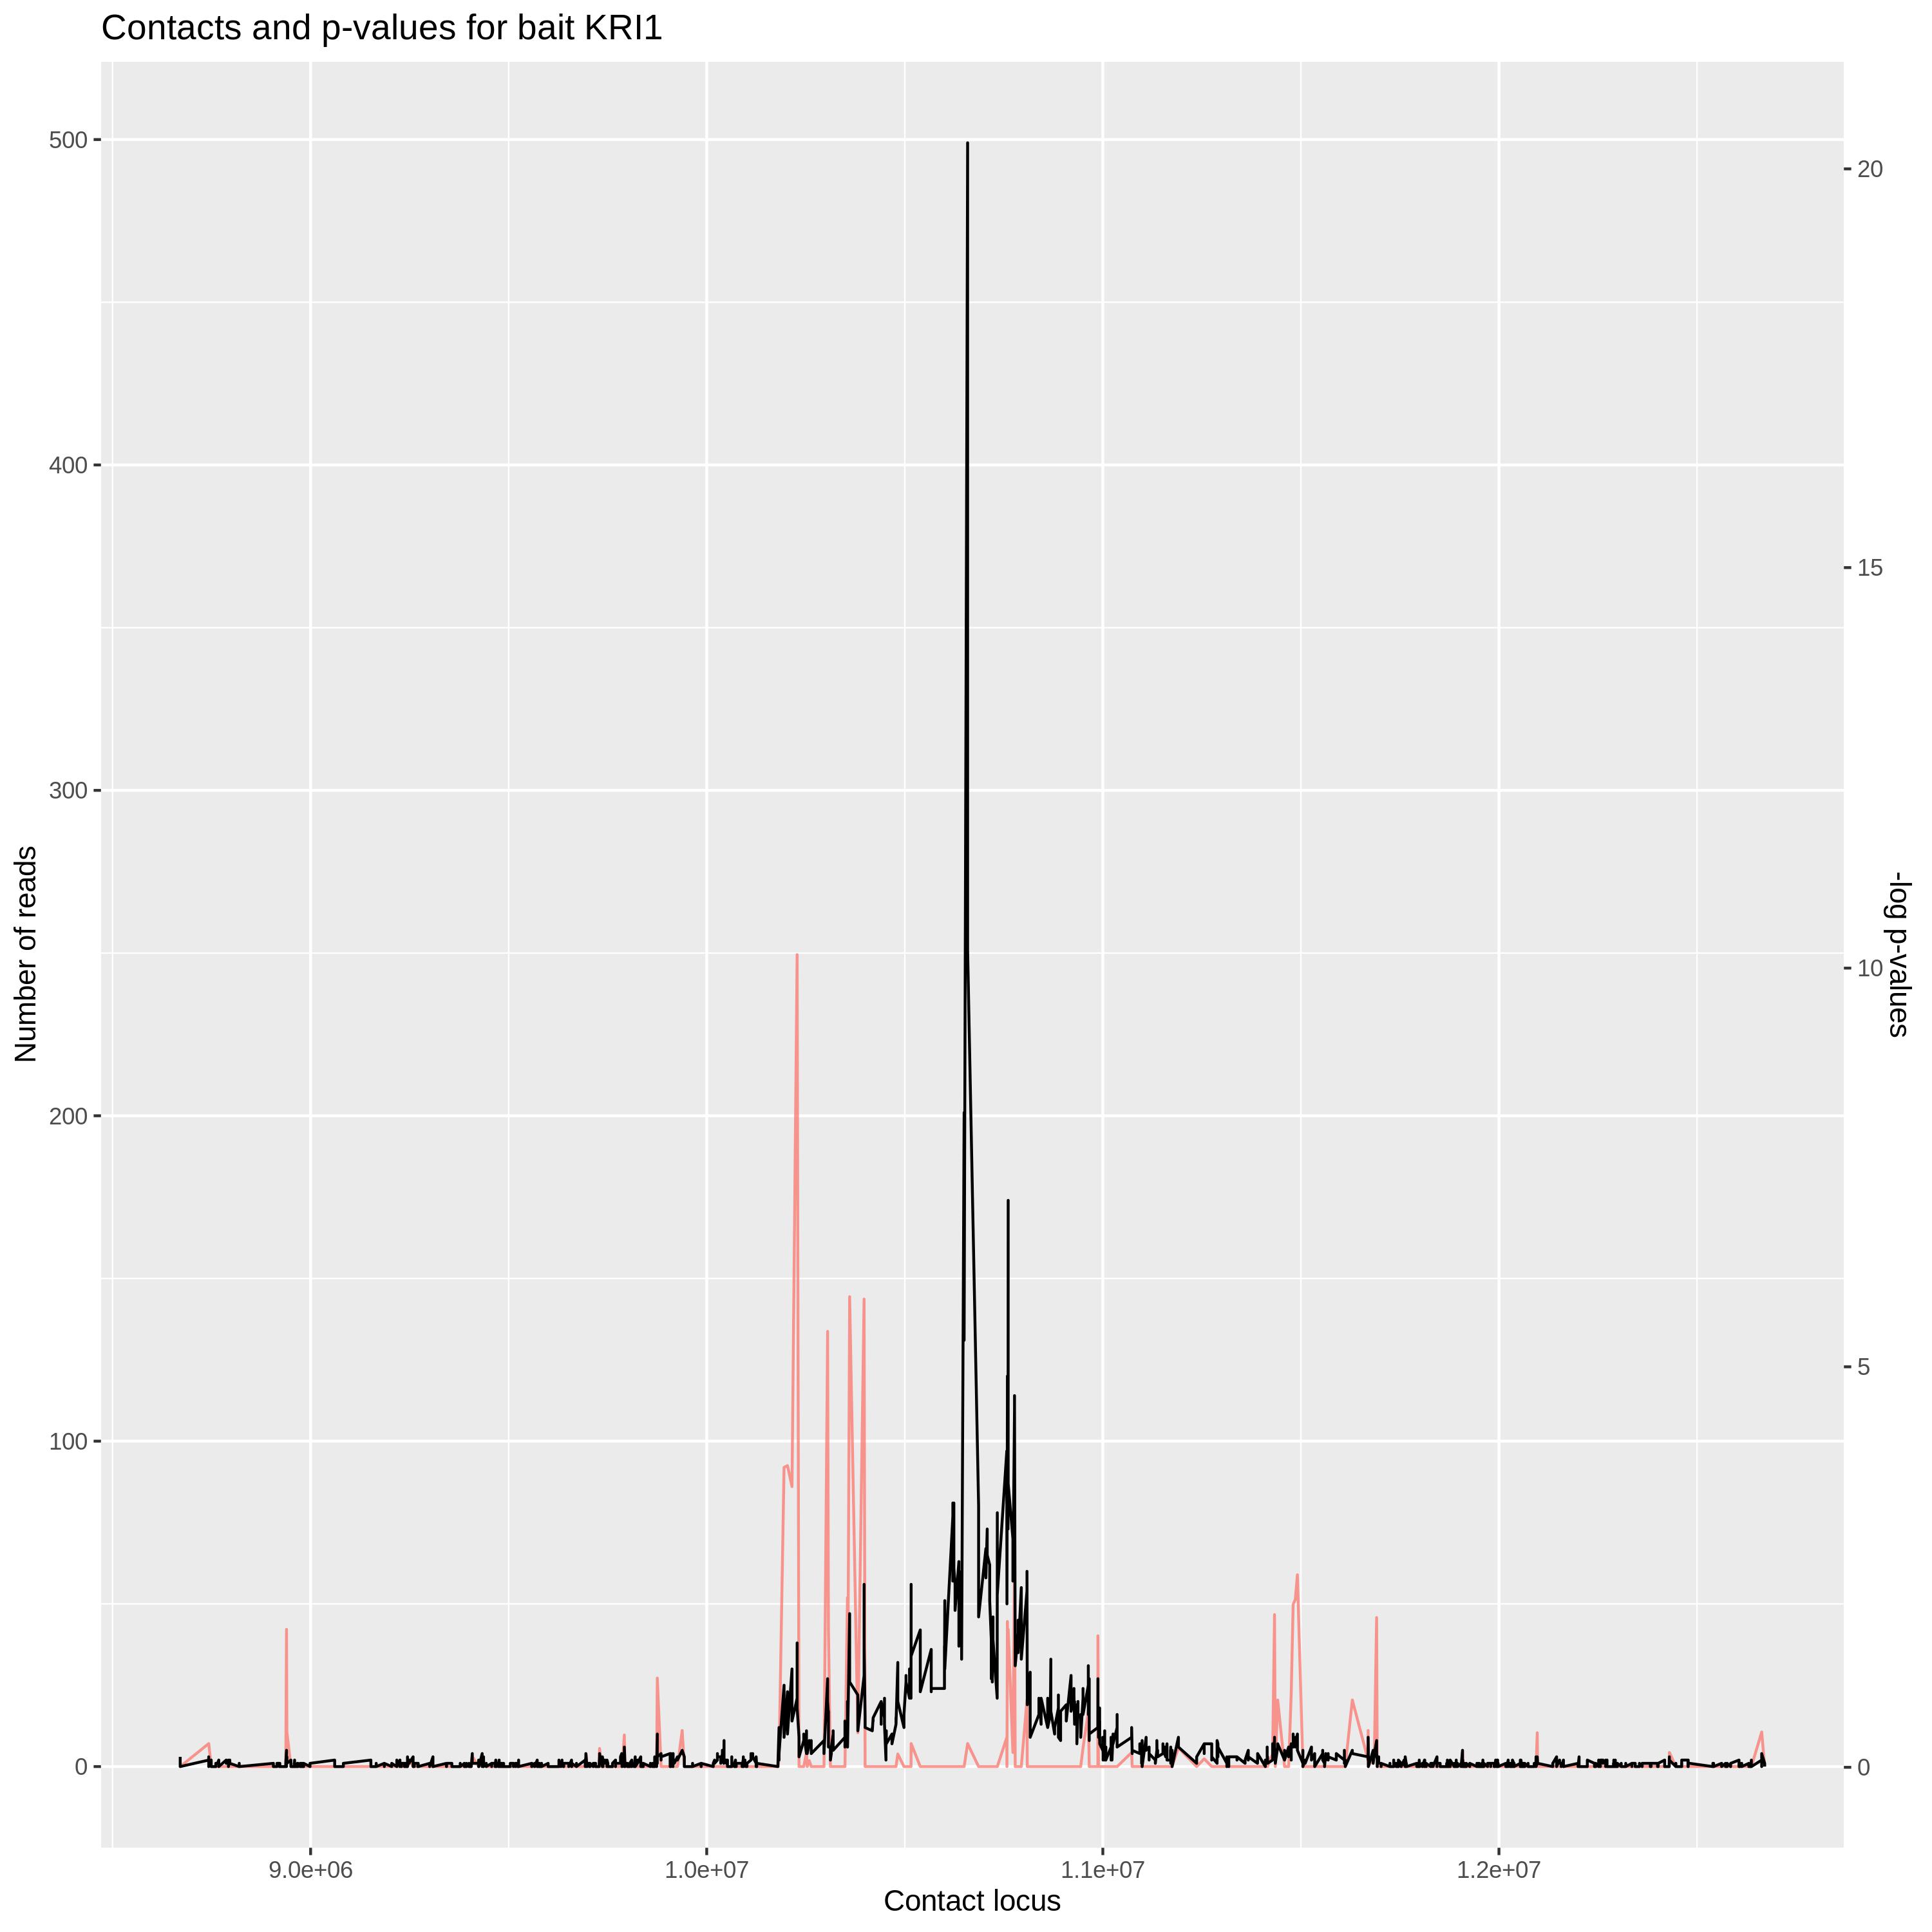 Contacts and p-values for bait KRI1
500
400
300
200
100
0
Number of reads
20
15
10
5
0
-log p-values
9.0e+06
1.0e+07
1.1e+07
1.2e+07
Contact locus